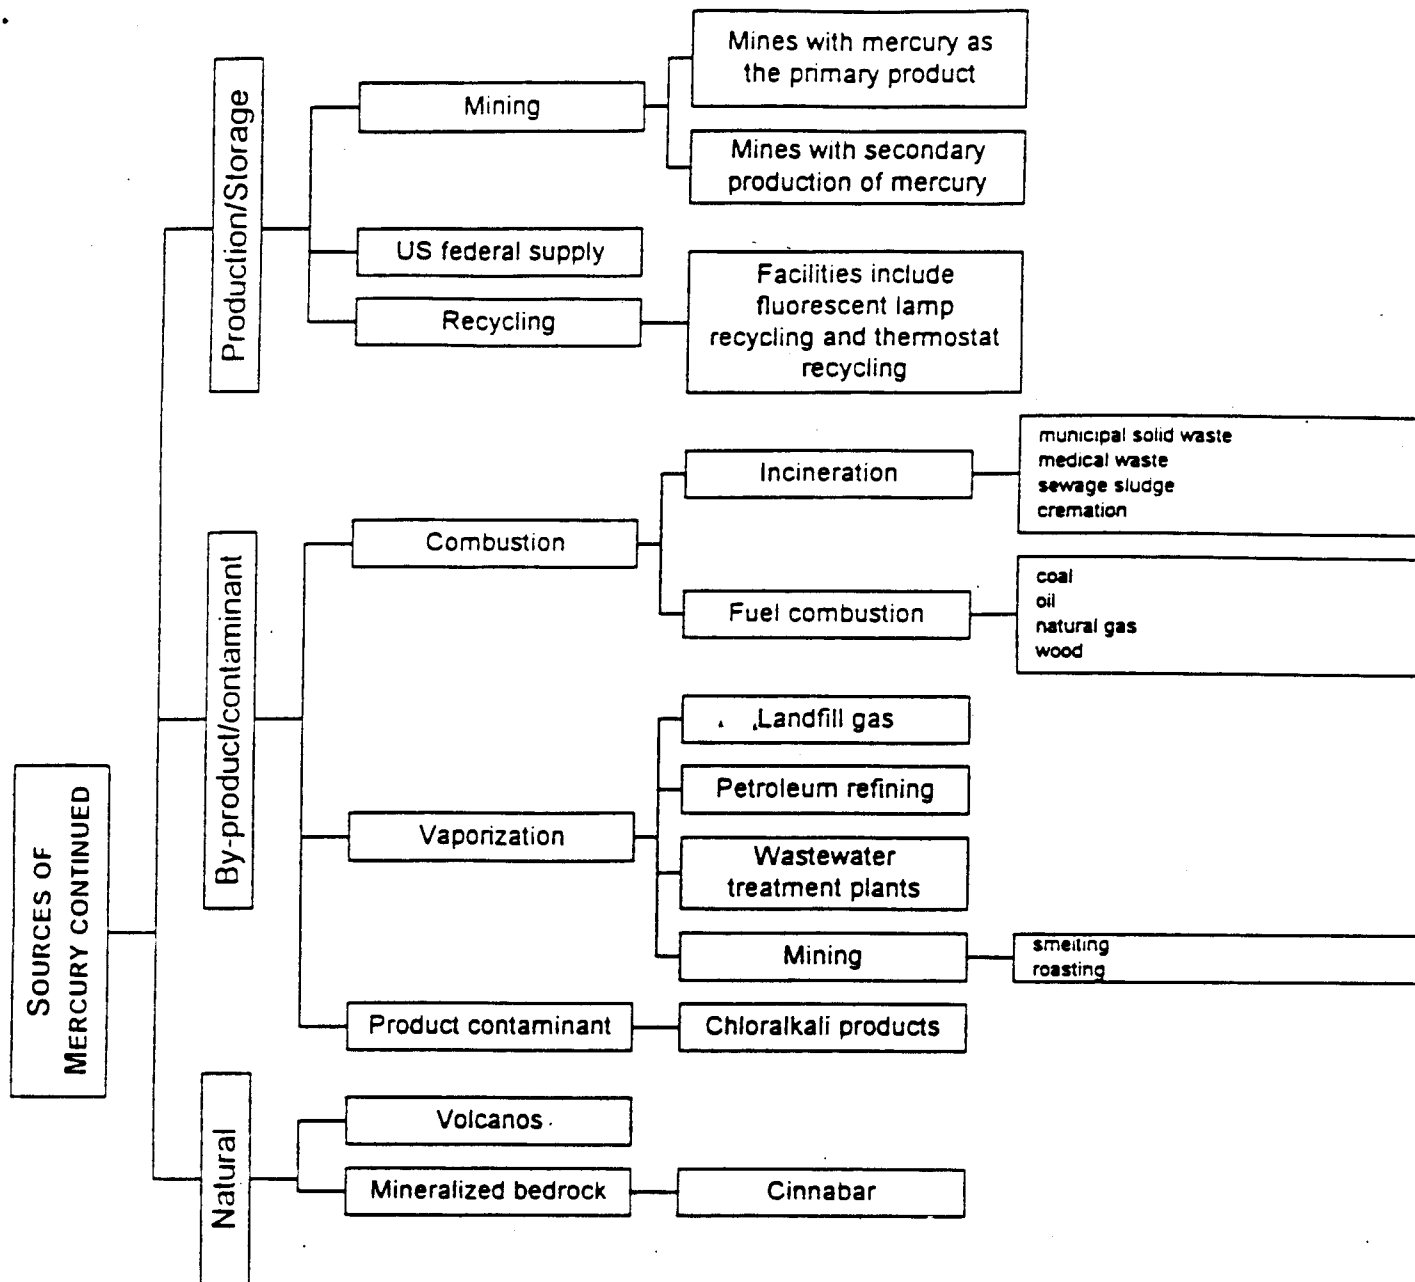 SOURCES OF
MERCURY CONTINUED
Production/Storage
Mining
Mines with mercury as
the primary product
Mines with secondary
production of mercury
US federal supply
Recycling
Facilities include
fluorescent lamp
recycling and thermostat
recycling
By-product/contaminant
Combustion
Incineration
municipal solid waste
medical waste
sewage sludge
cremation
Fuel combustion
coal
oil
natural gas
wood
Vaporization
Landfill gas
Petroleum refining
Wastewater
treatment plants
Mining
smelting
roasting
Product contaminant
Chloralkali products
Natural
Volcanos
Mineralized bedrock
Cinnabar